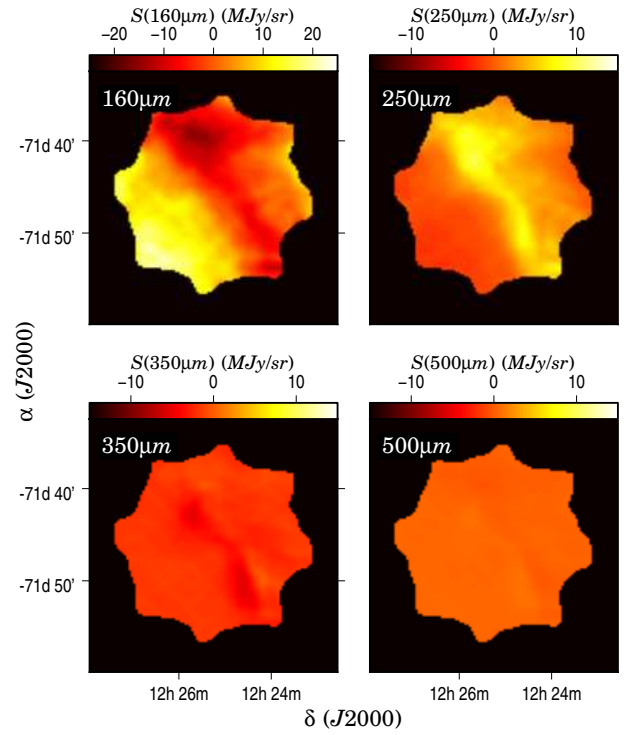 S(160μm) (MJy/sr)
-20 -10 0 10 20
160μm
-71d 40’
-71d 50’
S(250μm) (MJy/sr)
-10 0 10
250μm
S(350μm) (MJy/sr)
-10 0 10
350μm
-71d 40’
-71d 50’
12h 26m 12h 24m
S(500μm) (MJy/sr)
-10 0 10
500μm
12h 26m 12h 24m
α (J2000)
δ (J2000)